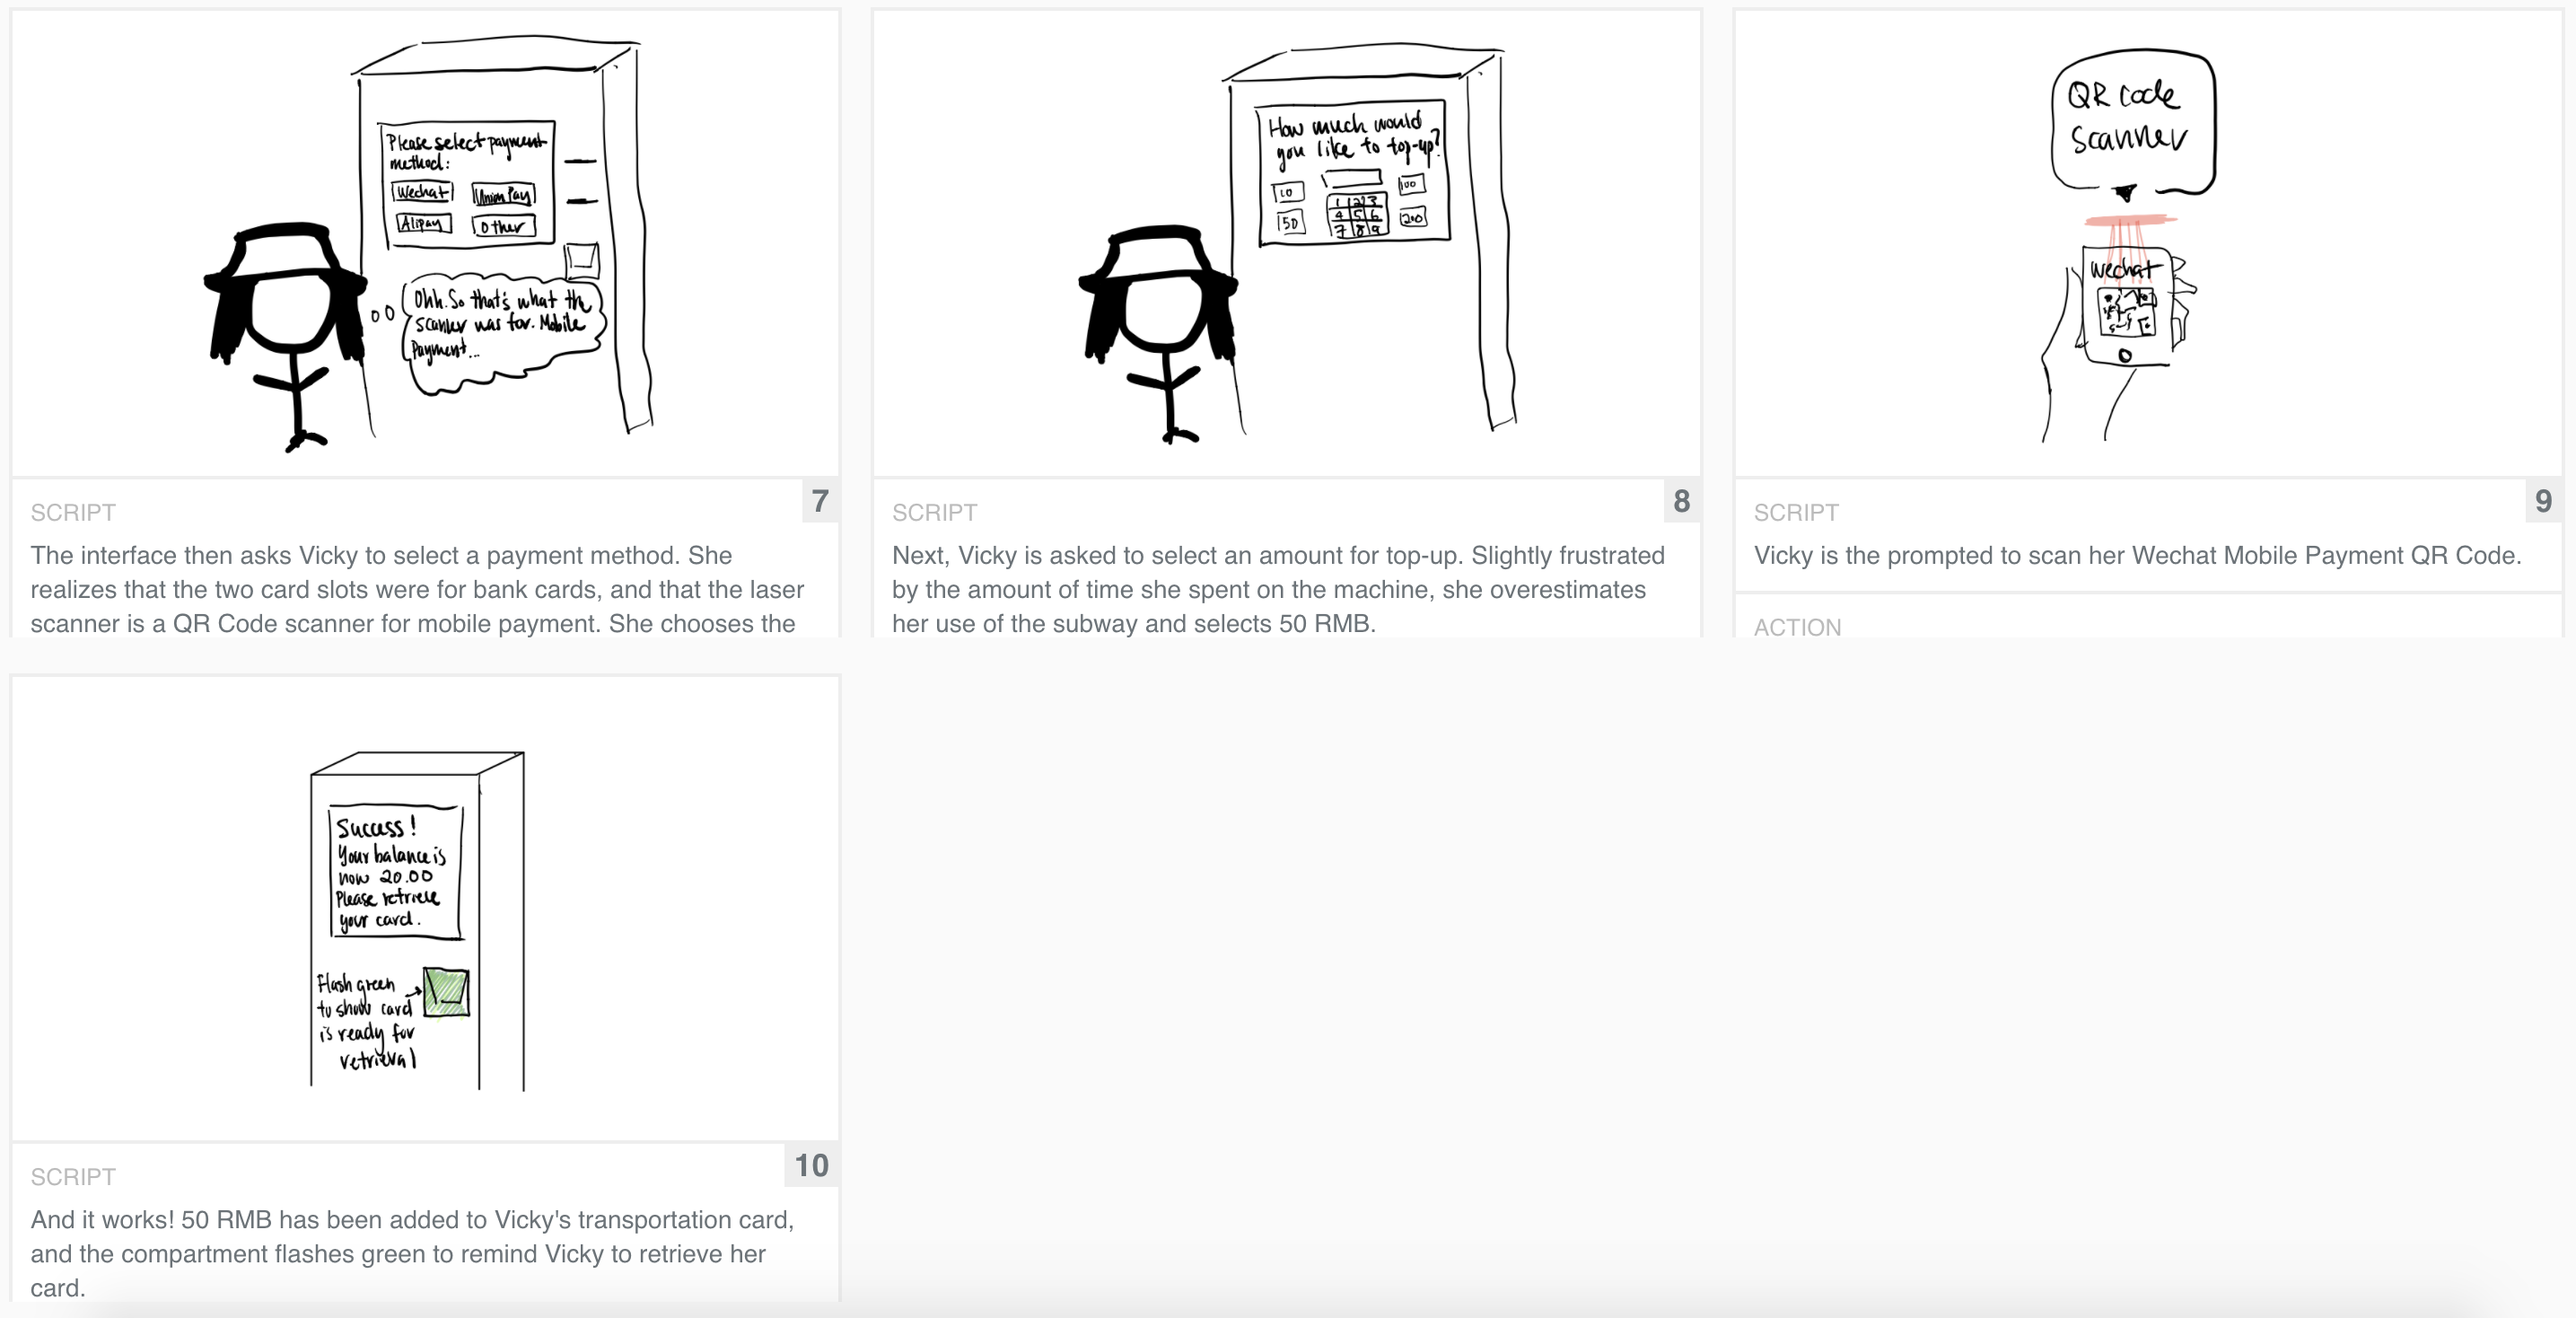 Please select payment
method:
Wechat
Union Pay
Alipay
other
Ohh. So that's what the
scanner was for. Mobile
Payment...
7
SCRIPT
The interface then asks Vicky to select a payment method. She
realizes that the two card slots were for bank cards, and that the laser
scanner is a QR Code scanner for mobile payment. She chooses the
How much would
you like to top-up?
10
100
50
200
1 2 3
4 5 6
7 8 9
8
SCRIPT
Next, Vicky is asked to select an amount for top-up. Slightly frustrated
by the amount of time she spent on the machine, she overestimates
her use of the subway and selects 50 RMB.
QR code
scanner
Wechat
9
SCRIPT
Vicky is the prompted to scan her Wechat Mobile Payment QR Code.
ACTION
Success!
Your balance is
now 20.00
Please retrieve
your card.
Flash green
to show card
is ready for
retrieval
10
SCRIPT
And it works! 50 RMB has been added to Vicky's transportation card,
and the compartment flashes green to remind Vicky to retrieve her
card.